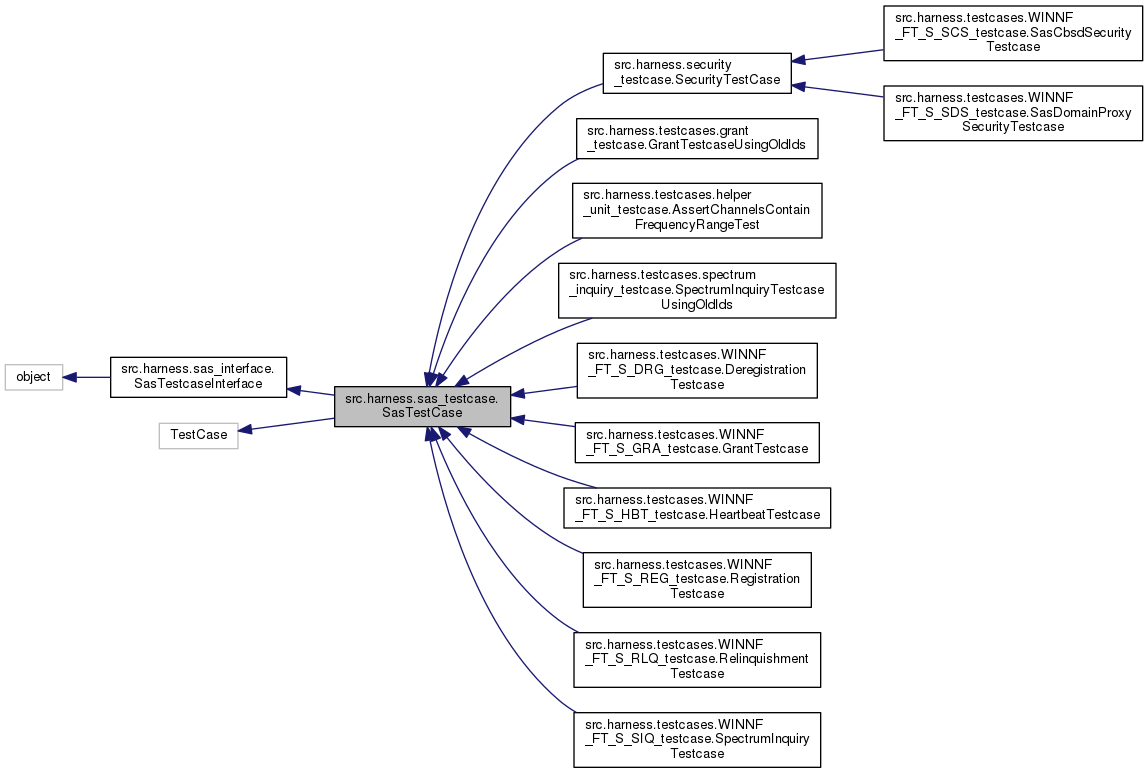 object
src.harness.sas_interface.
SasTestcaseInterface
TestCase
src.harness.sas_testcase.
SasTestCase
src.harness.security
_testcase.SecurityTestCase
src.harness.testcases.WINNF
_FT_S_SCS_testcase.SasCbsdSecurity
Testcase
src.harness.testcases.WINNF
_FT_S_SDS_testcase.SasDomainProxy
SecurityTestcase
src.harness.testcases.grant
_testcase.GrantTestcaseUsingOldIds
src.harness.testcases.helper
_unit_testcase.AssertChannelsContain
FrequencyRangeTest
src.harness.testcases.spectrum
_inquiry_testcase.SpectrumInquiryTestcase
UsingOldIds
src.harness.testcases.WINNF
_FT_S_DRG_testcase.Deregistration
Testcase
src.harness.testcases.WINNF
_FT_S_GRA_testcase.GrantTestcase
src.harness.testcases.WINNF
_FT_S_HBT_testcase.HeartbeatTestcase
src.harness.testcases.WINNF
_FT_S_REG_testcase.Registration
Testcase
src.harness.testcases.WINNF
_FT_S_RLQ_testcase.Relinquishment
Testcase
src.harness.testcases.WINNF
_FT_S_SIQ_testcase.SpectrumInquiry
Testcase